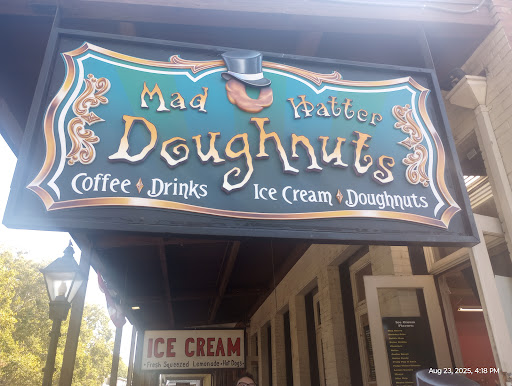 Mad Hatter
Doughnuts
Coffee ♦ Drinks
Ice Cream ♦ Doughnuts
ICE CREAM
•Fresh Squeezed Lemonade•Hot Dogs
Aug 23, 2025, 4:18 PM